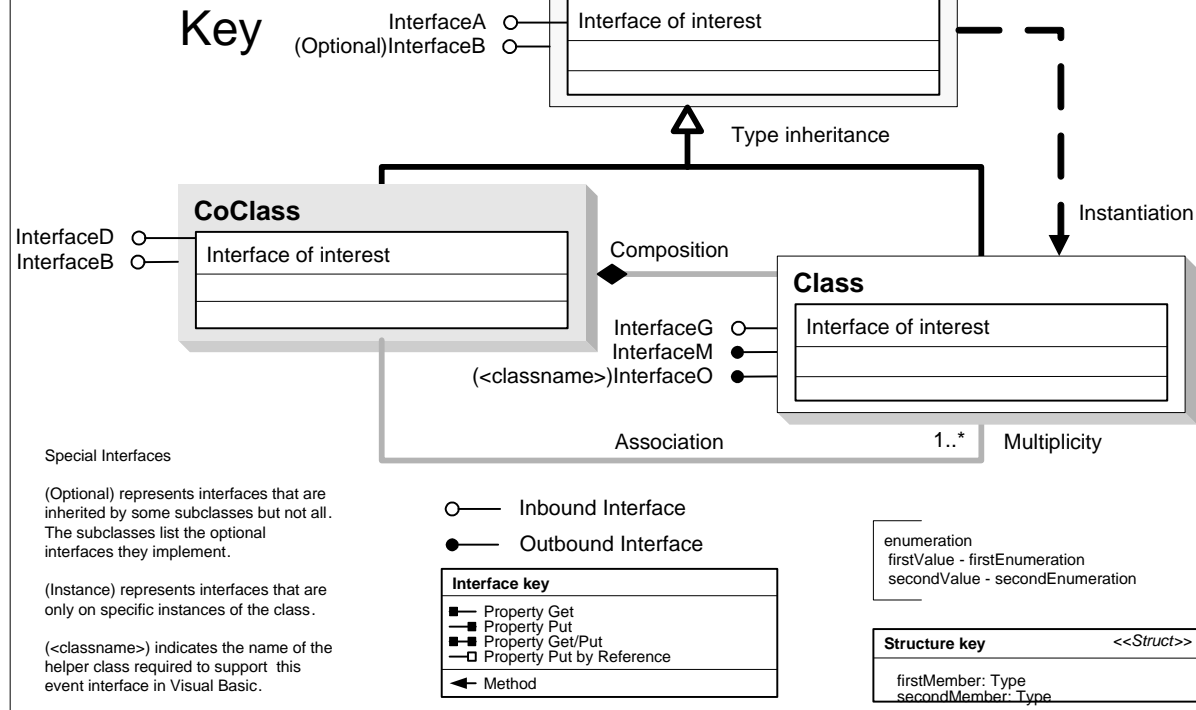 Key
InterfaceA
(Optional)InterfaceB
Interface of interest
Type inheritance
Instantiation
CoClass
InterfaceD
InterfaceB
Interface of interest
Composition
Class
Interface of interest
InterfaceG
InterfaceM
(<classname>)InterfaceO
Association
1..*
Multiplicity
Special Interfaces
(Optional) represents interfaces that are
inherited by some subclasses but not all.
The subclasses list the optional
interfaces they implement.
(Instance) represents interfaces that are
only on specific instances of the class.
(<classname>) indicates the name of the
helper class required to support this
event interface in Visual Basic.
Inbound Interface
Outbound Interface
Interface key
Property Get
Property Put
Property Get/Put
Property Put by Reference
Method
enumeration
firstValue - firstEnumeration
secondValue - secondEnumeration
Structure key <<Struct>>
firstMember: Type
secondMember: Type